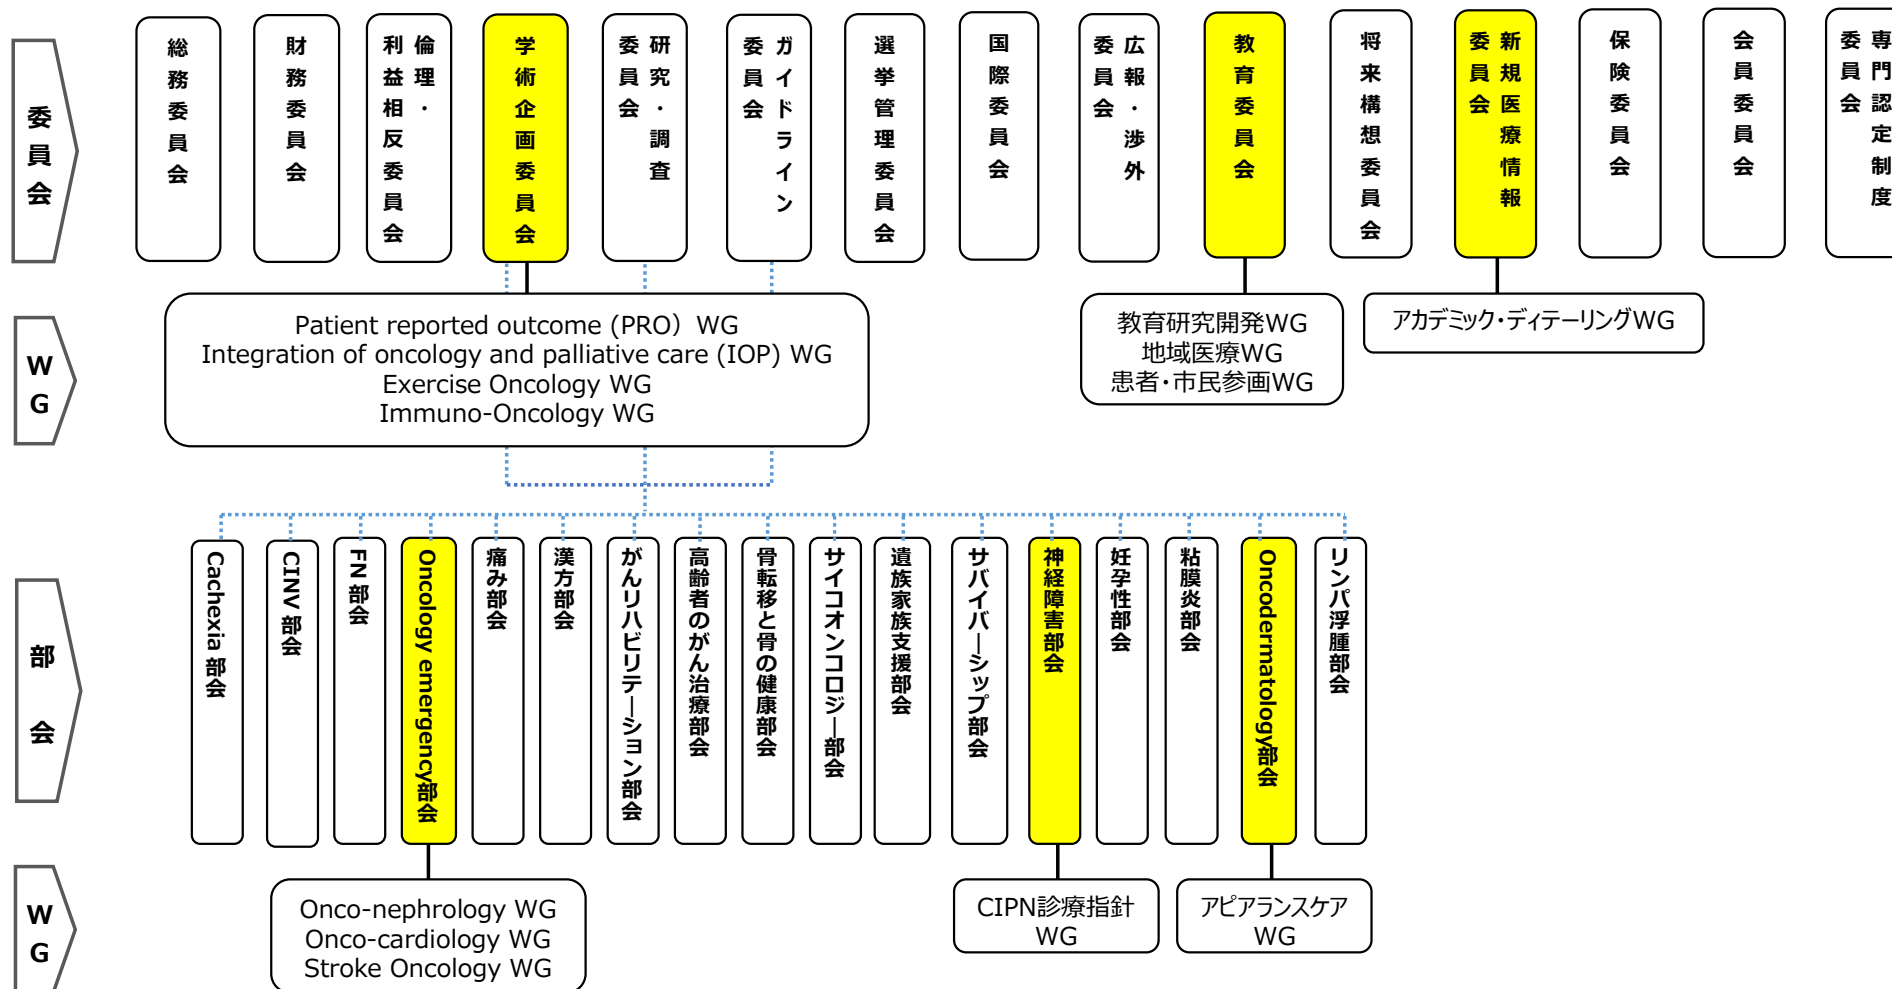 委員会
総務委員会
財務委員会
倫理・
利益相反委員会
学術企画委員会
研究・調査
委員会
ガイドライン
委員会
選挙管理委員会
国際委員会
広報・渉外
委員会
教育委員会
将来構想委員会
新規医療情報
委員会
保険委員会
会員委員会
専門認定制度
委員会
WG
Patient reported outcome (PRO）WG
Integration of oncology and palliative care (IOP) WG
Exercise Oncology WG
Immuno-Oncology WG
教育研究開発WG
地域医療WG
患者・市民参画WG
アカデミック・ディテーリングWG
部会
Cachexia 部会
CINV 部会
FN 部会
Oncology emergency部会
痛み部会
漢方部会
がんリハビリテーション部会
高齢者のがん治療部会
骨転移と骨の健康部会
サイコオンコロジー部会
遺族家族支援部会
サバイバーシップ部会
神経障害部会
妊孕性部会
粘膜炎部会
Oncodermatology部会
リンパ浮腫部会
WG
Onco-nephrology WG
Onco-cardiology WG
Stroke Oncology WG
CIPN診療指針
WG
アピアランスケア
WG